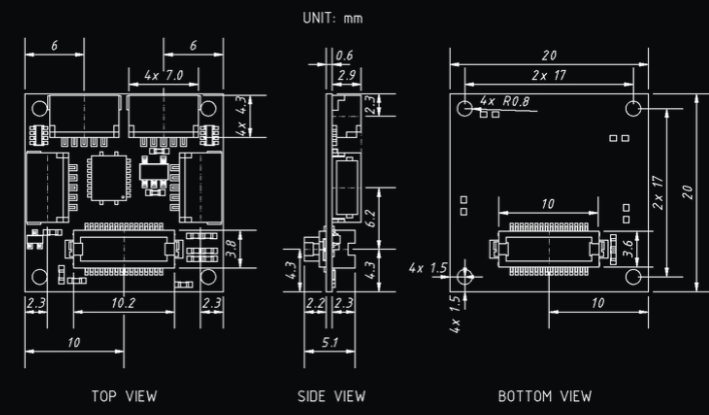 UNIT: mm
6
6
4x 7.0
4x 4.3
3.8
2.3
10.2
2.3
10
TOP VIEW
0.6
2.9
2.3
6.2
4.3
4.3
2.2
2.3
5.1
SIDE VIEW
20
2x 17
4x R0.8
10
2x 17
20
3.6
4x 1.5
4x 1.5
10
BOTTOM VIEW